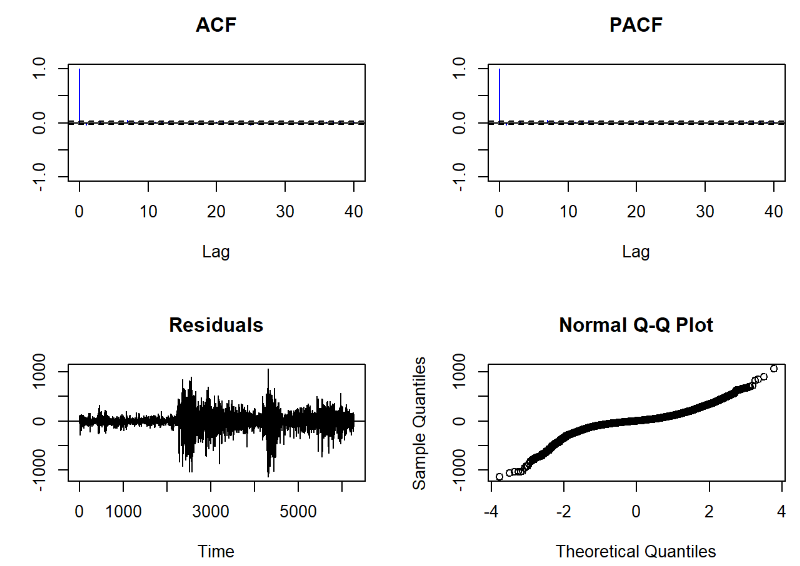 ACF
1.0
0.0
-1.0
0 10 20 30 40
Lag
PACF
1.0
0.0
-1.0
0 10 20 30 40
Lag
Residuals
1000
0
-1000
0 1000 3000 5000
Time
Normal Q-Q Plot
Sample Quantiles
1000
0
-1000
-4 -2 0 2 4
Theoretical Quantiles